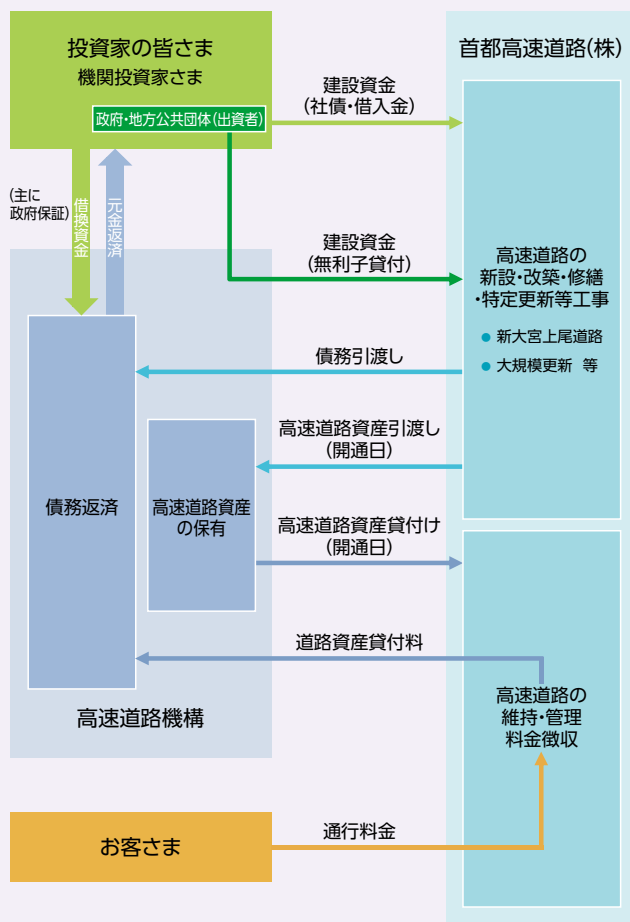 投資家の皆さま
機関投資家さま
政府・地方公共団体(出資者)
首都高速道路(株)
建設資金
(社債・借入金)
(主に
政府保証)
借換資金
元金返済
建設資金
(無利子貸付)
高速道路の
新設・改築・修繕
・特定更新等工事
● 新大宮上尾道路
● 大規模更新 等
債務引渡し
高速道路資産引渡し
(開通日)
債務返済
高速道路資産
の保有
高速道路資産貸付け
(開通日)
道路資産貸付料
高速道路の
維持・管理
料金徴収
高速道路機構
お客さま
通行料金